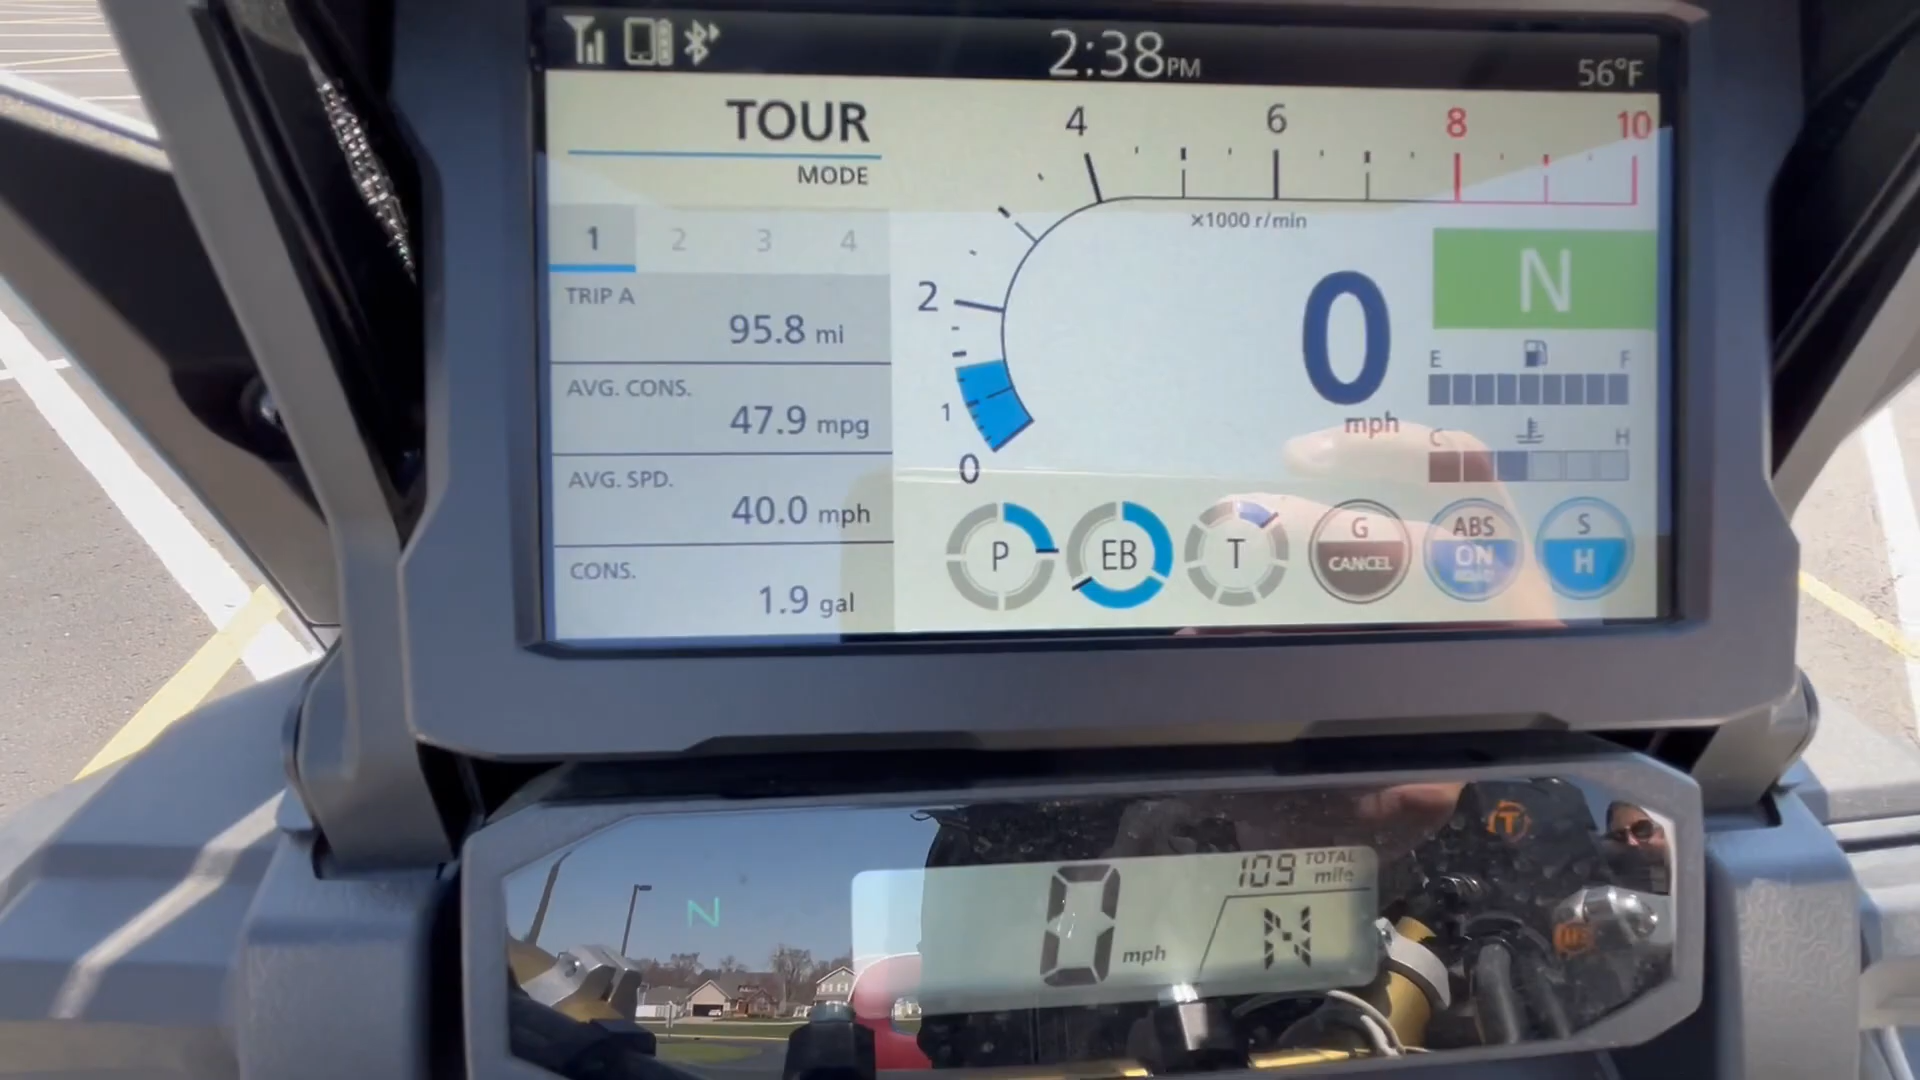 2:38PM
56°F
TOUR
MODE
1 2 3 4
TRIP A
95.8 mi
AVG. CONS.
47.9 mpg
AVG. SPD.
40.0 mph
CONS.
1.9 gal
0 1 2 4 6 8 10
×1000 r/min
0
mph
N
E F
C H
P
EB
T
G
CANCEL
ABS
ON
ROAD
S
H
N
0 mph
109 TOTAL
mile
N
T